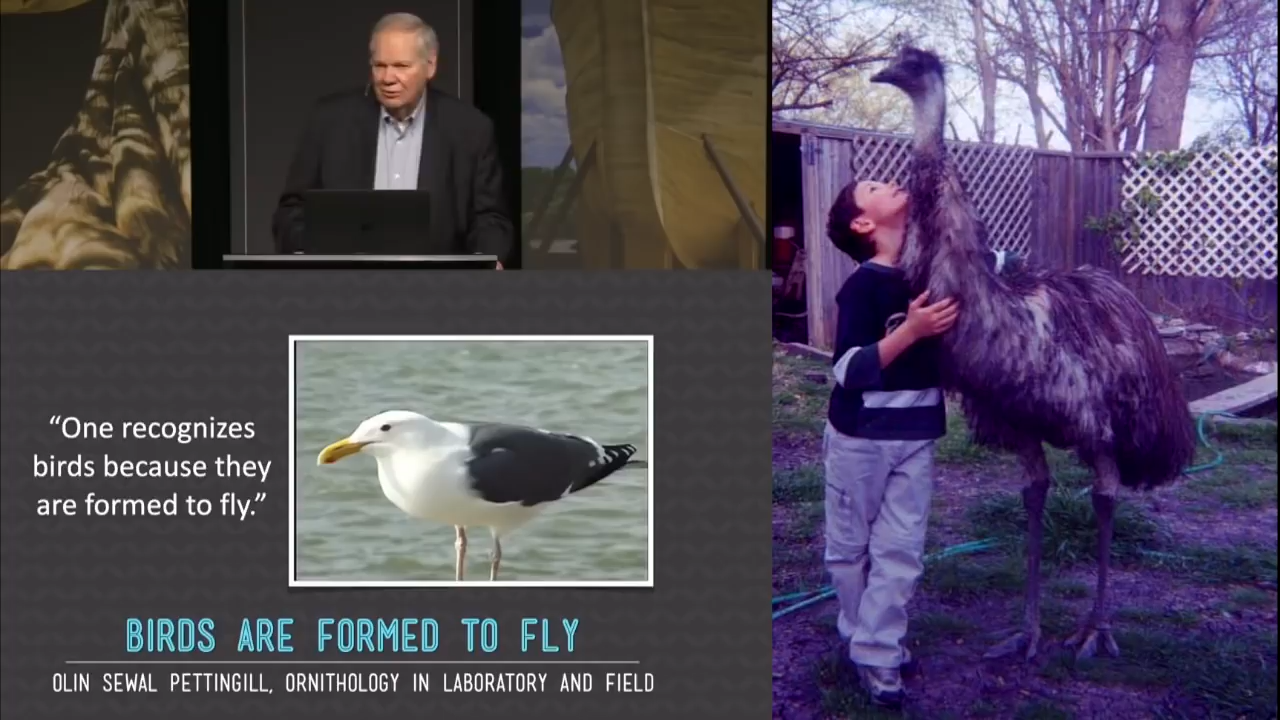 “One recognizes
birds because they
are formed to fly.”
BIRDS ARE FORMED TO FLY
OLIN SEWAL PETTINGILL, ORNITHOLOGY IN LABORATORY AND FIELD